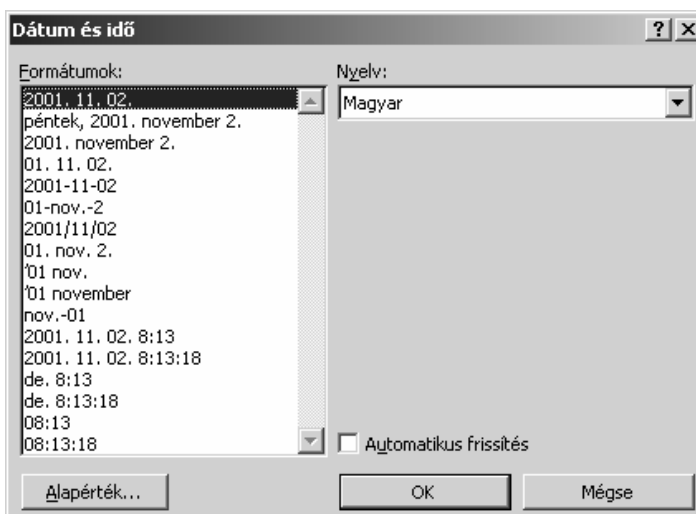 Dátum és idő
Formátumok:
2001. 11. 02.
péntek, 2001. november 2.
2001. november 2.
01. 11. 02.
2001-11-02
01-nov.-2
2001/11/02
01. nov. 2.
'01 nov.
'01 november
nov.-01
2001. 11. 02. 8:13
2001. 11. 02. 8:13:18
de. 8:13
de. 8:13:18
08:13
08:13:18
Nyelv:
Magyar
Automatikus frissítés
Alapérték...
OK
Mégse